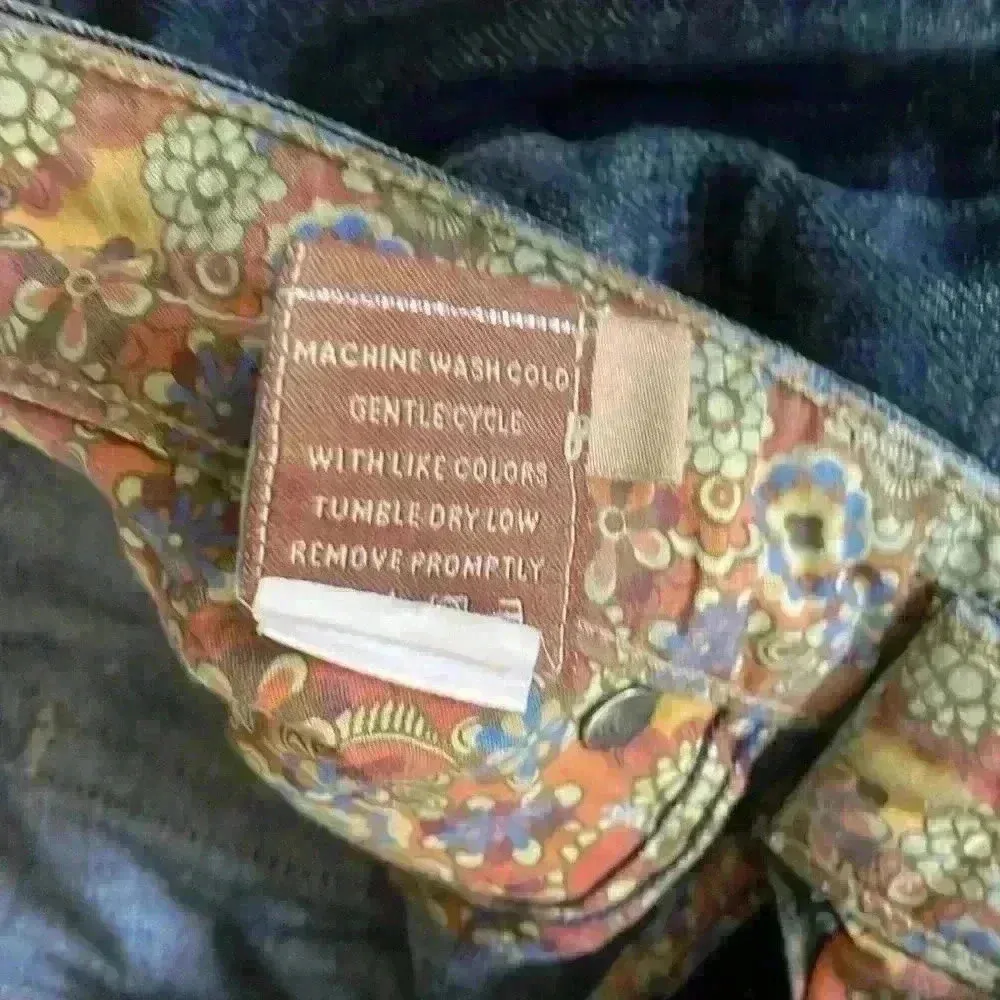 MACHINE WASH COLD
GENTLE CYCLE
WITH LIKE COLORS
TUMBLE DRY LOW
REMOVE PROMPTLY